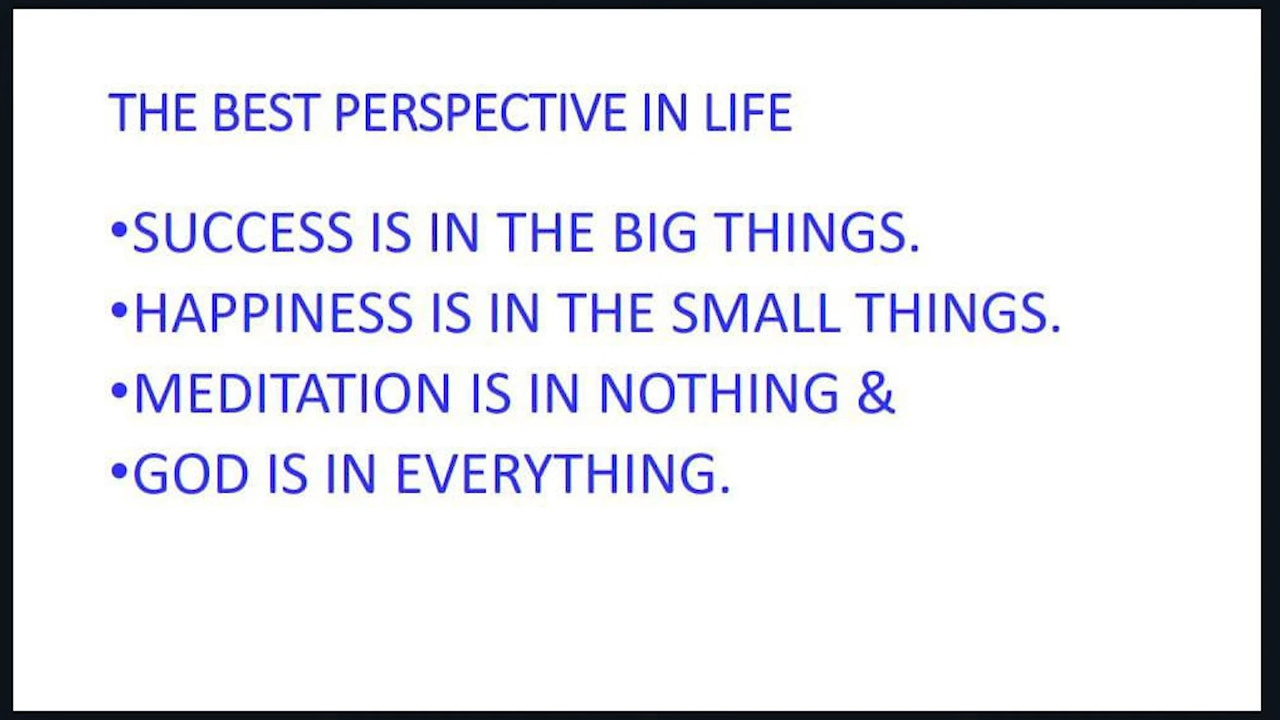 THE BEST PERSPECTIVE IN LIFE
•SUCCESS IS IN THE BIG THINGS.
•HAPPINESS IS IN THE SMALL THINGS.
•MEDITATION IS IN NOTHING &
•GOD IS IN EVERYTHING.